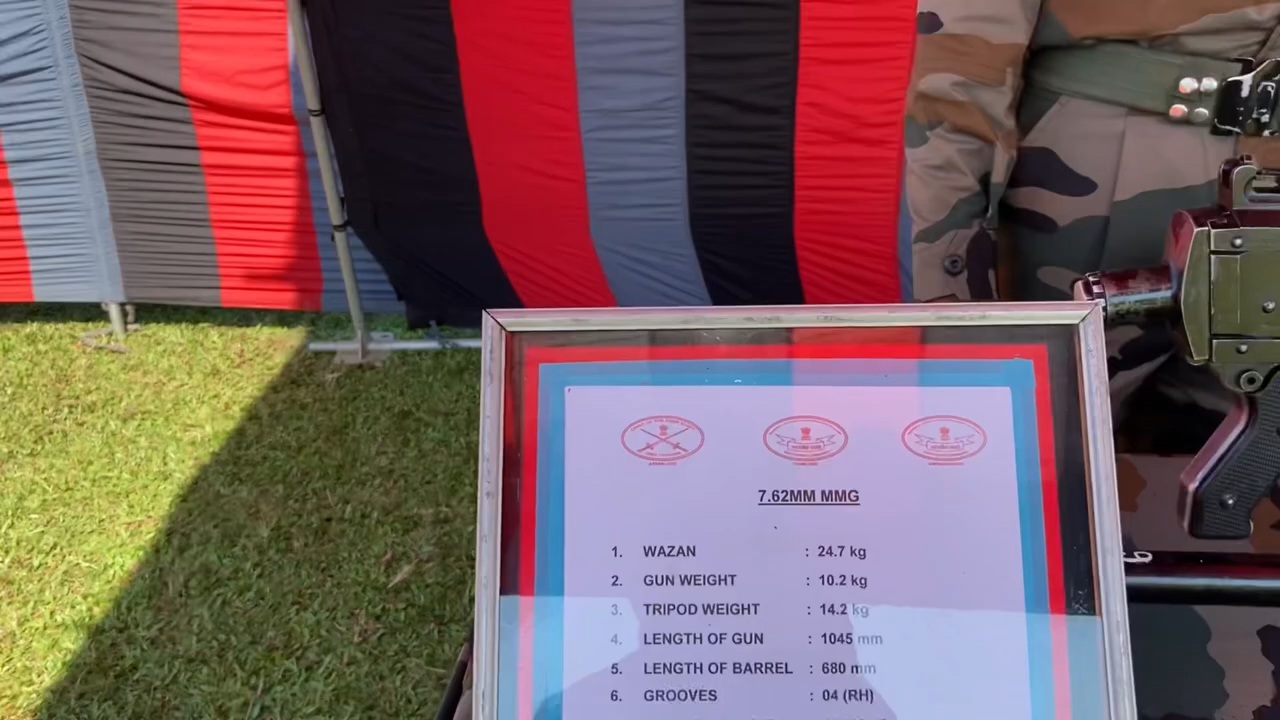 7.62MM MMG
1. WAZAN : 24.7 kg
2. GUN WEIGHT : 10.2 kg
3. TRIPOD WEIGHT : 14.2 kg
4. LENGTH OF GUN : 1045 mm
5. LENGTH OF BARREL : 680 mm
6. GROOVES : 04 (RH)